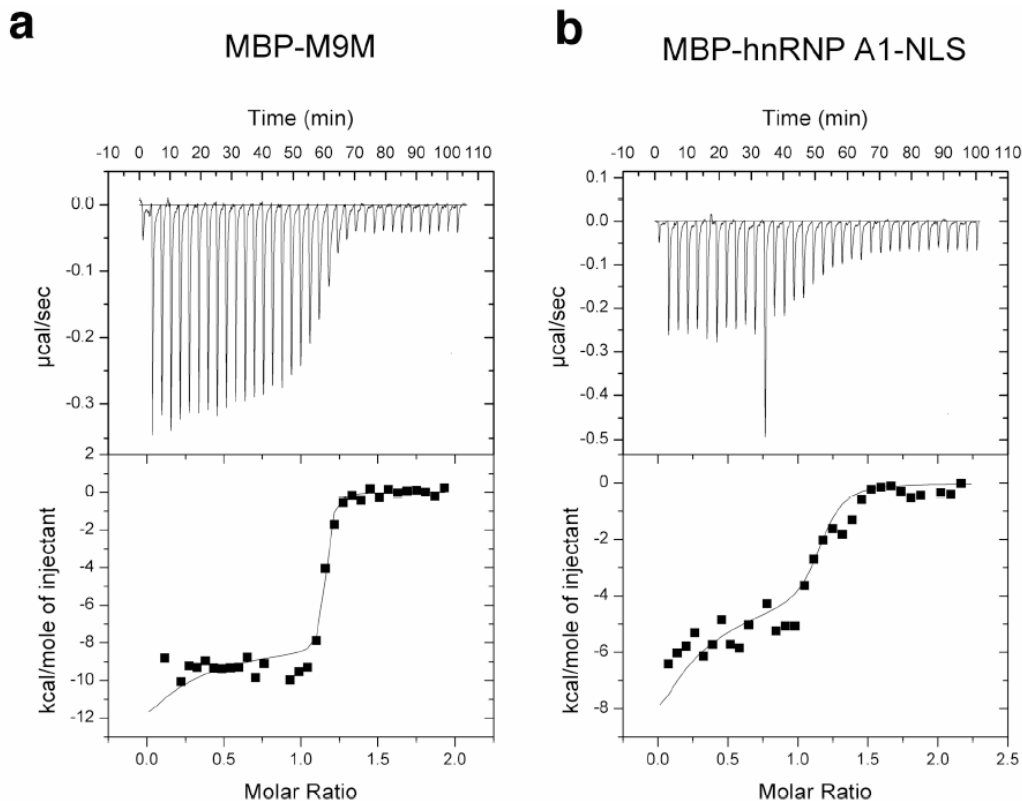 a
MBP-M9M
Time (min)
-10 0 10 20 30 40 50 60 70 80 90 100 110
0.0
-0.1
-0.2
-0.3
2
µcal/sec
0
-2
-4
-6
-8
-10
-12
kcal/mole of injectant
0.0 0.5 1.0 1.5 2.0
Molar Ratio
b
MBP-hnRNP A1-NLS
Time (min)
-10 0 10 20 30 40 50 60 70 80 90 100 110
0.1
0.0
-0.1
-0.2
-0.3
-0.4
-0.5
µcal/sec
0
-2
-4
-6
-8
kcal/mole of injectant
0.0 0.5 1.0 1.5 2.0 2.5
Molar Ratio